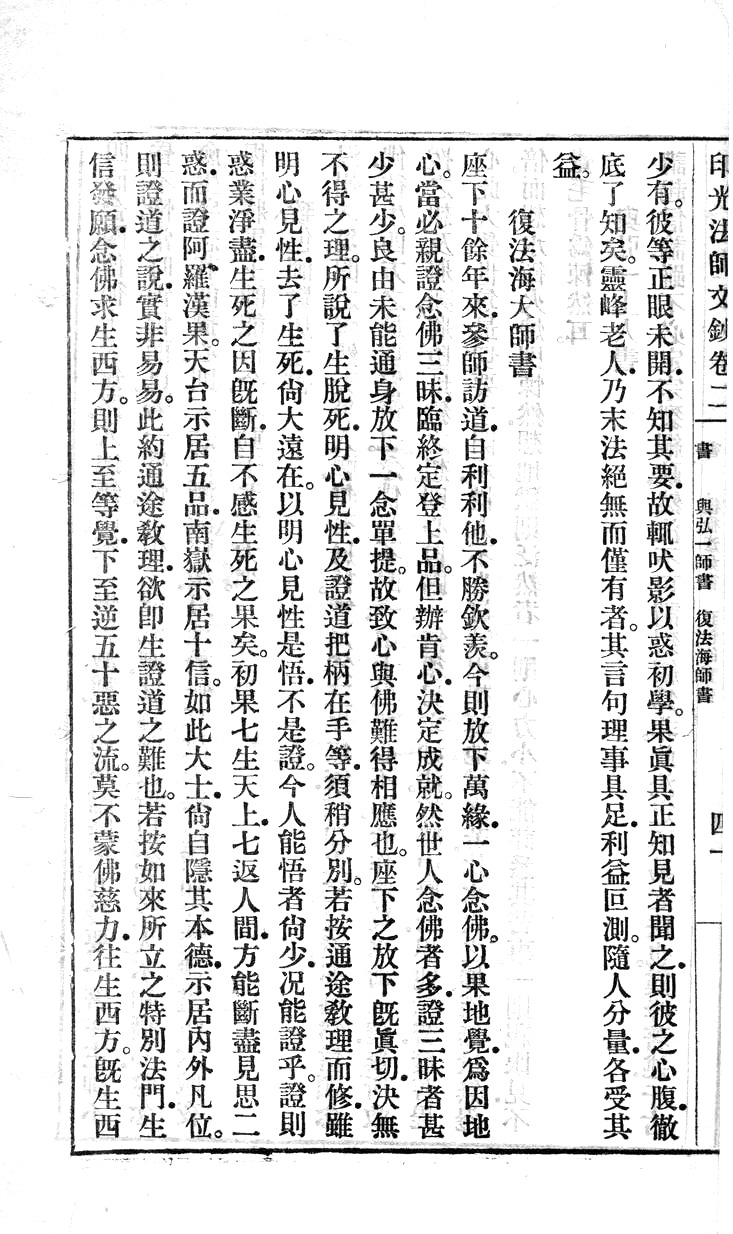 印光法師文鈔卷二 書 與弘一師書 復法海師書 四一
少有。彼等正眼未開．不知其要．故輒吠影以惑初學。果眞具正知見者聞之．則彼之心腹．徹
底了知矣。靈峰老人．乃末法絕無而僅有者。其言句理事具足．利益叵測。隨人分量．各受其
益。
復法海大師書
座下十餘年來．參師訪道．自利利他．不勝欽羨。今則放下萬緣．一心念佛。以果地覺．爲因地
心。當必親證念佛三昧．臨終定登上品。但辦肯心．決定成就。然世人念佛者多．證三昧者甚
少甚少。良由未能通身放下一念單提。故致心與佛難得相應也。座下之放下旣眞切．決無
不得之理。所說了生脫死．明心見性．及證道把柄在手等．須稍分別。若按通途敎理而修．雖
明心見性．去了生死．尙大遠在。以明心見性是悟．不是證。今人能悟者尙少．况能證乎。證則
惑業淨盡．生死之因旣斷．自不感生死之果矣。初果七生天上．七返人間．方能斷盡見思二
惑．而證阿羅漢果。天台示居五品．南嶽示居十信。如此大士．尙自隱其本德．示居內外凡位。
則證道之說．實非易易。此約通途敎理．欲卽生證道之難也。若按如來所立之特別法門．生
信發願．念佛求生西方。則上至等覺．下至逆五十惡之流。莫不蒙佛慈力．往生西方。旣生西